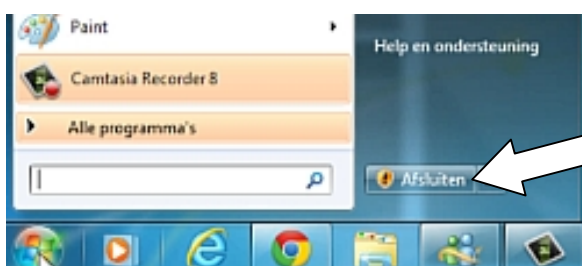 Paint
Help en ondersteuning
Camtasia Recorder 8
Alle programma's
Afsluiten